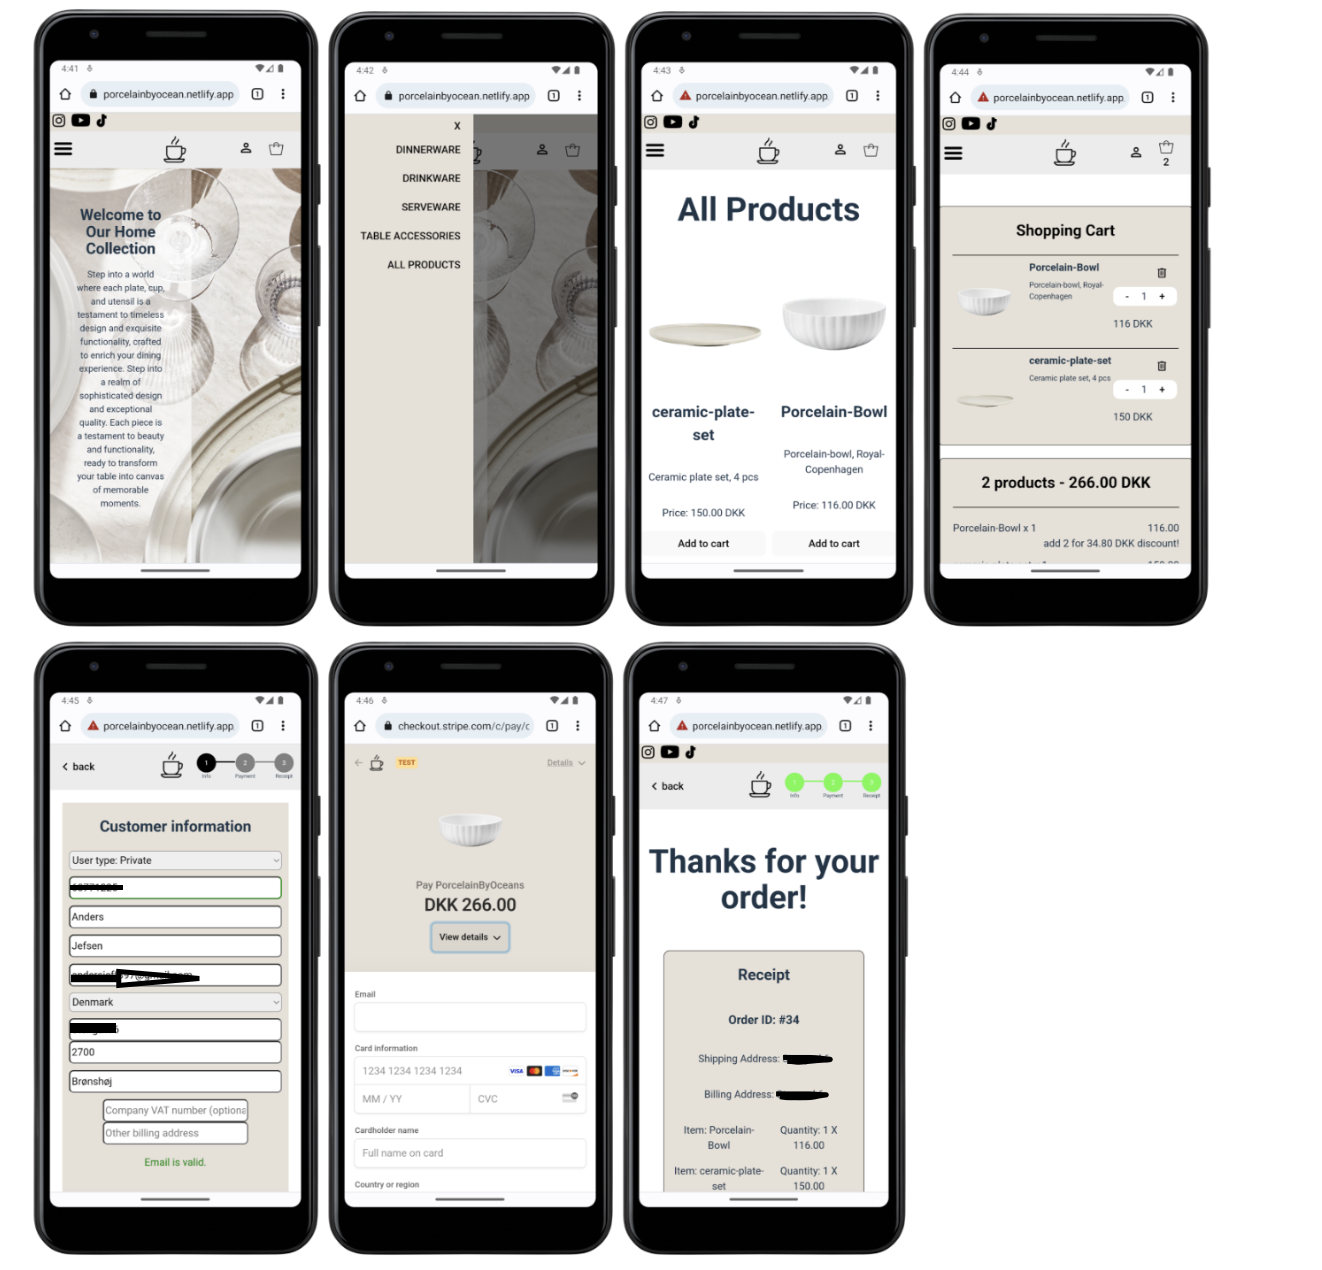 4:41
porcelainbyocean.netlify.app
1
Welcome to
Our Home
Collection
Step into a world
where each plate, cup,
and utensil is a
testament to timeless
design and exquisite
functionality, crafted
to enrich your dining
experience. Step into
a realm of
sophisticated design
and exceptional
quality. Each piece is
a testament to beauty
and functionality,
ready to transform
your table into canvas
of memorable
moments.
4:42
porcelainbyocean.netlify.app
1
X
DINNERWARE
DRINKWARE
SERVEWARE
TABLE ACCESSORIES
ALL PRODUCTS
4:43
porcelainbyocean.netlify.app
1
All Products
ceramic-plate-
set
Ceramic plate set, 4 pcs
Price: 150.00 DKK
Add to cart
Porcelain-Bowl
Porcelain-bowl, Royal-
Copenhagen
Price: 116.00 DKK
Add to cart
4:44
porcelainbyocean.netlify.app
1
2
Shopping Cart
Porcelain-Bowl
Porcelain-bowl, Royal-
Copenhagen
- 1 +
116 DKK
ceramic-plate-set
Ceramic plate set, 4 pcs
- 1 +
150 DKK
2 products - 266.00 DKK
Porcelain-Bowl x 1 116.00
add 2 for 34.80 DKK discount!
4:45
porcelainbyocean.netlify.app
1
< back
1 2 3
Info Payment Receipt
Customer information
User type: Private
Anders
Jefsen
Denmark
2700
Brønshøj
Company VAT number (optiona
Other billing address
Email is valid.
4:46
checkout.stripe.com/c/pay/c
1
TEST
Details
Pay PorcelainByOceans
DKK 266.00
View details
Email
Card information
1234 1234 1234 1234 VISA
MM / YY CVC
Cardholder name
Full name on card
Country or region
4:47
porcelainbyocean.netlify.app
1
< back
1 2 3
Info Payment Receipt
Thanks for your
order!
Receipt
Order ID: #34
Shipping Address:
Billing Address:
Item: Porcelain-
Bowl
Quantity: 1 X
116.00
Item: ceramic-plate-
set
Quantity: 1 X
150.00